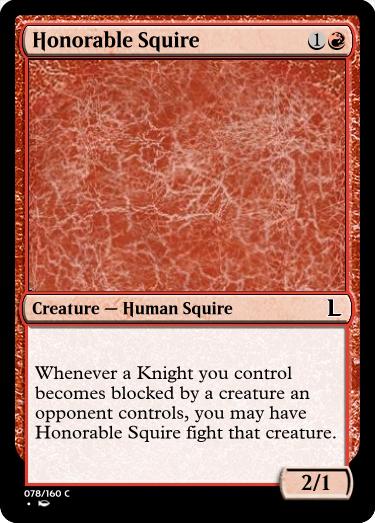 Honorable Squire 1
Creature — Human Squire L
Whenever a Knight you control
becomes blocked by a creature an
opponent controls, you may have
Honorable Squire fight that creature.
2/1
078/160 C